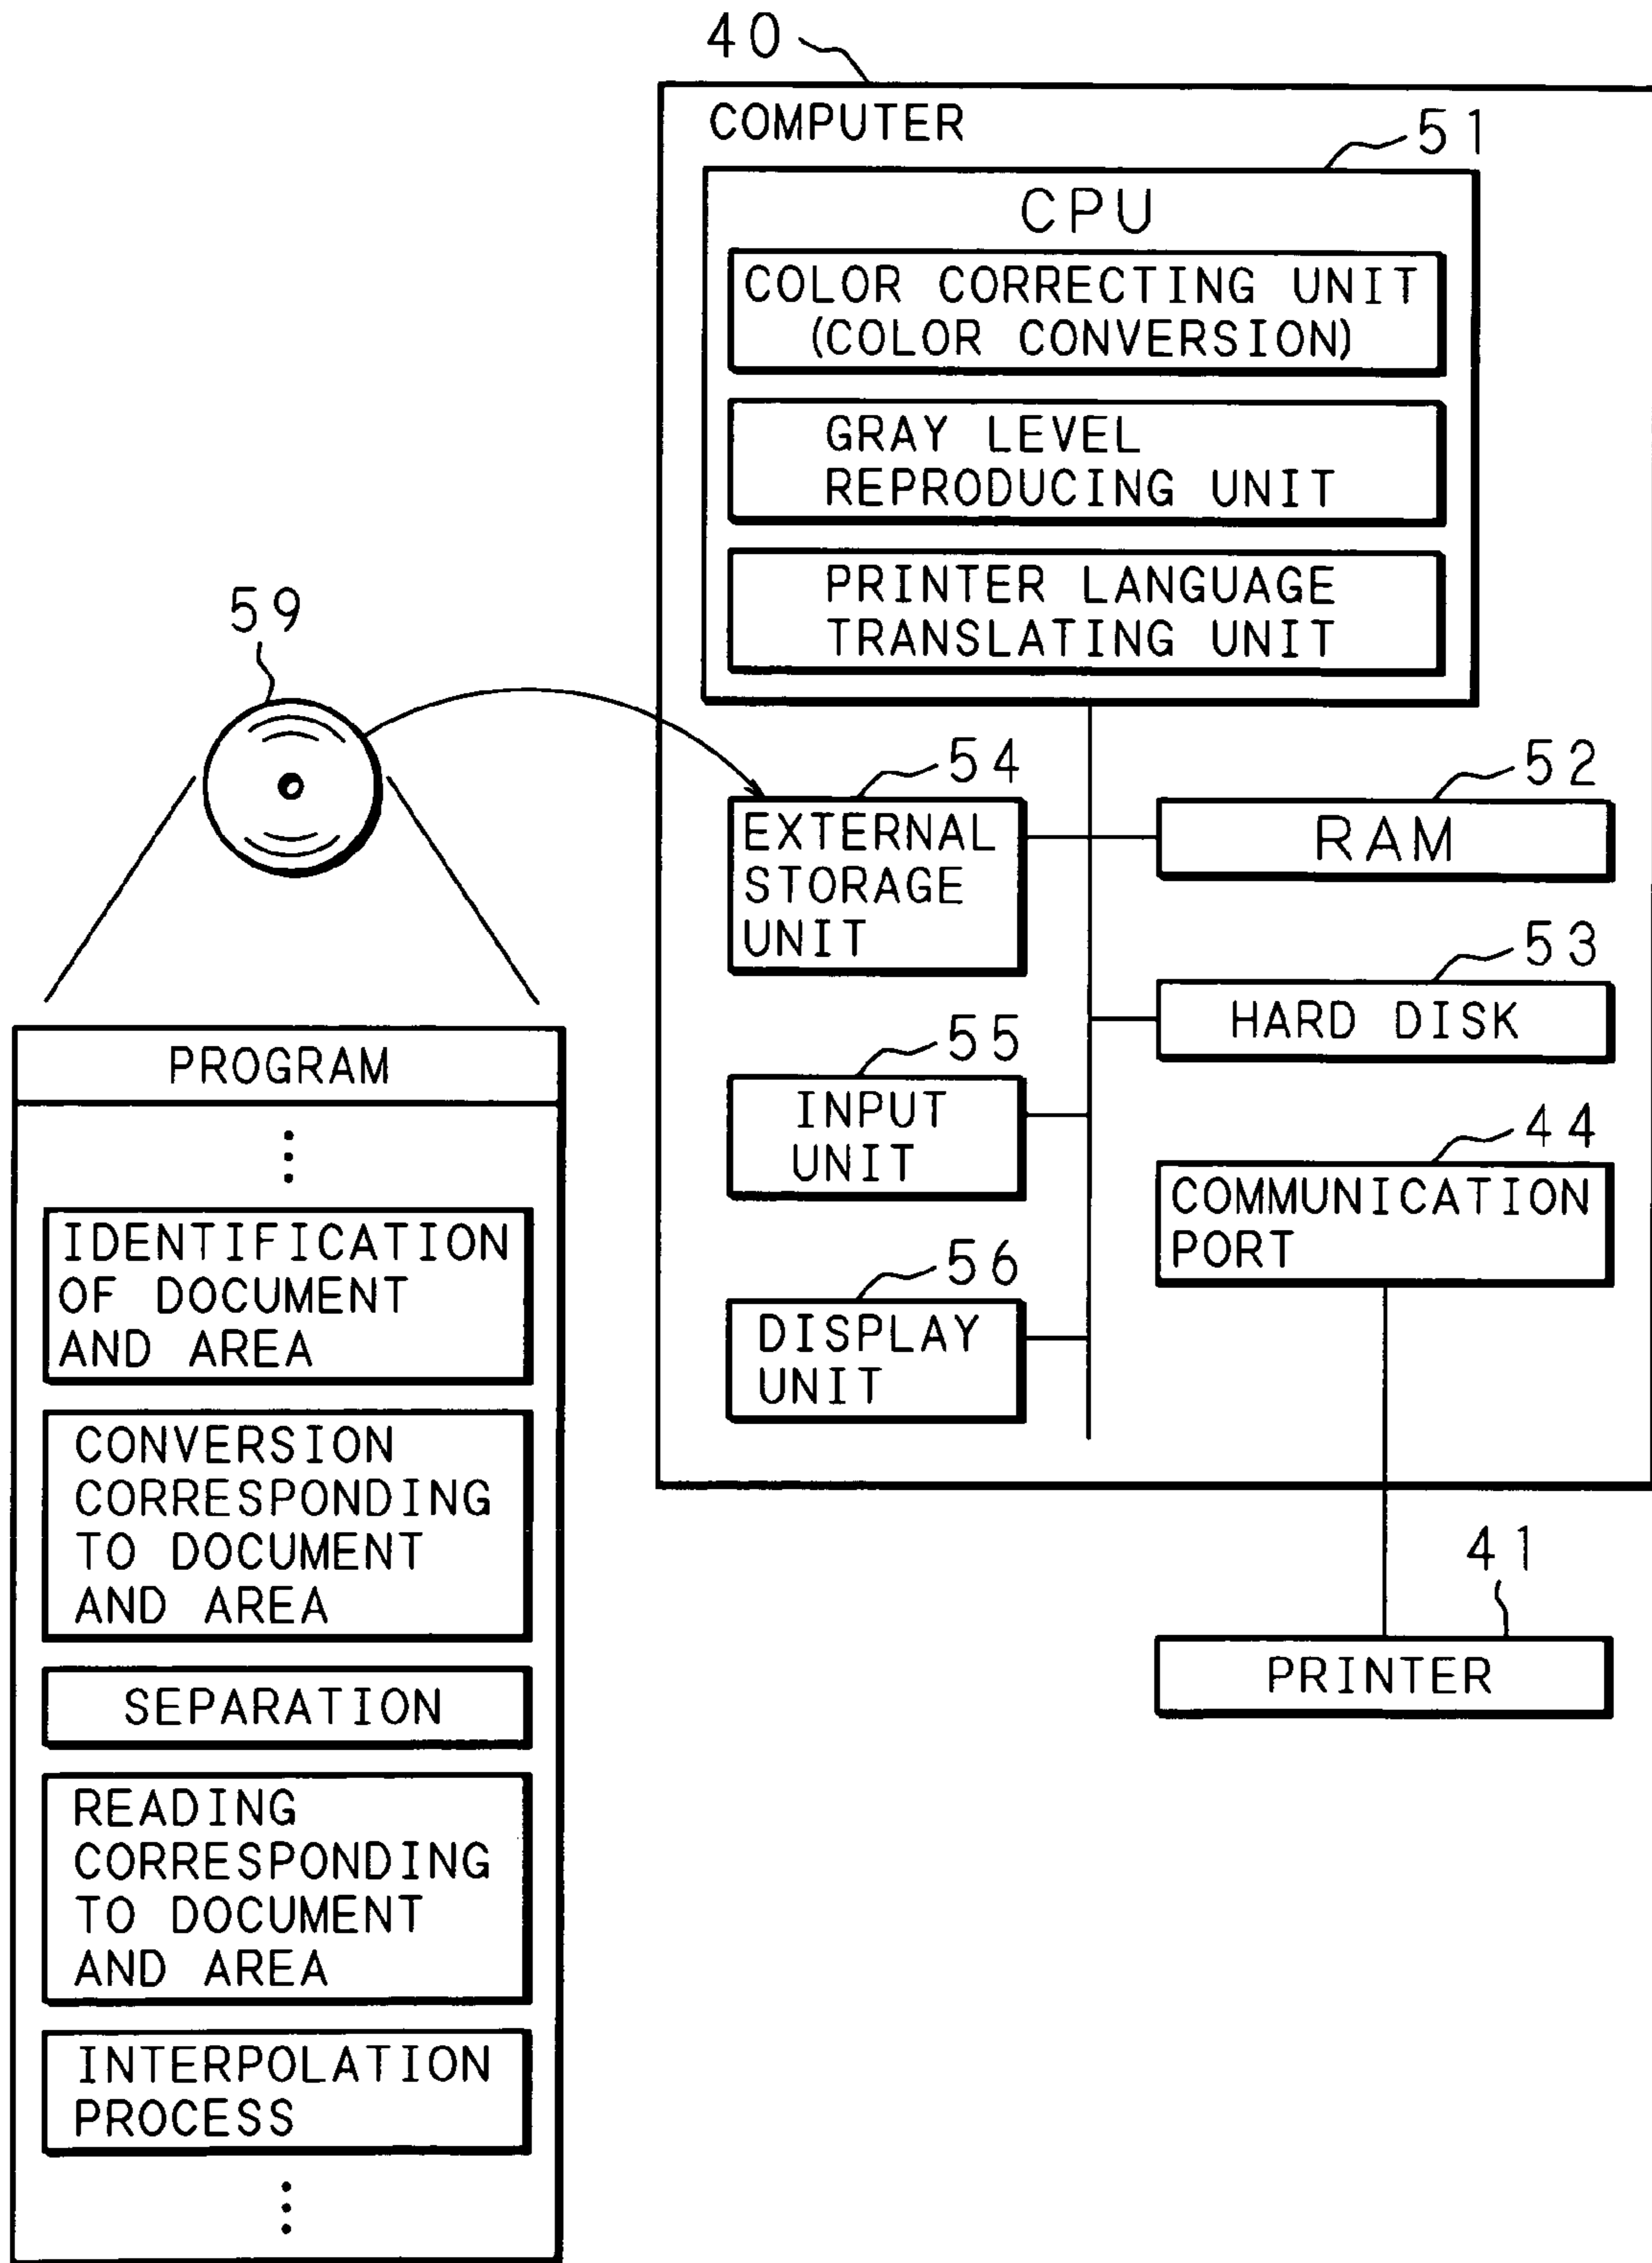 40
COMPUTER
51
CPU
COLOR CORRECTING UNIT
(COLOR CONVERSION)
GRAY LEVEL
REPRODUCING UNIT
PRINTER LANGUAGE
TRANSLATING UNIT
59
54
EXTERNAL
STORAGE
UNIT
52
RAM
53
HARD DISK
55
INPUT
UNIT
44
COMMUNICATION
PORT
56
DISPLAY
UNIT
41
PRINTER
PROGRAM
IDENTIFICATION
OF DOCUMENT
AND AREA
CONVERSION
CORRESPONDING
TO DOCUMENT
AND AREA
SEPARATION
READING
CORRESPONDING
TO DOCUMENT
AND AREA
INTERPOLATION
PROCESS